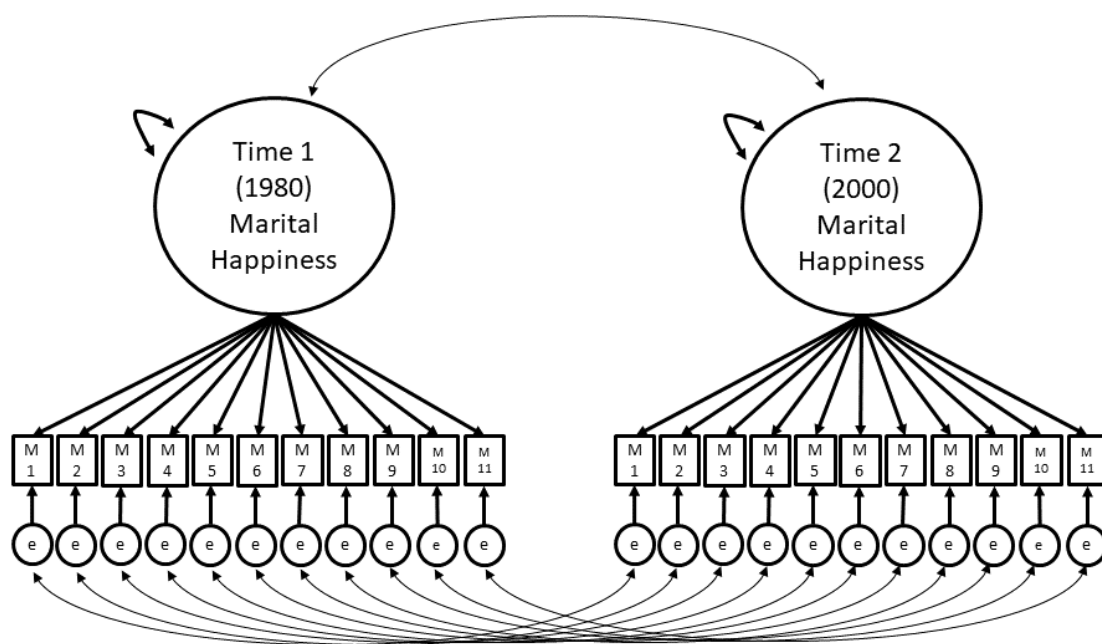 Time 1
(1980)
Marital
Happiness
Time 2
(2000)
Marital
Happiness
M M M M M M M M M M M
1 2 3 4 5 6 7 8 9 10 11
M M M M M M M M M M M
1 2 3 4 5 6 7 8 9 10 11
e e e e e e e e e e e
e e e e e e e e e e e